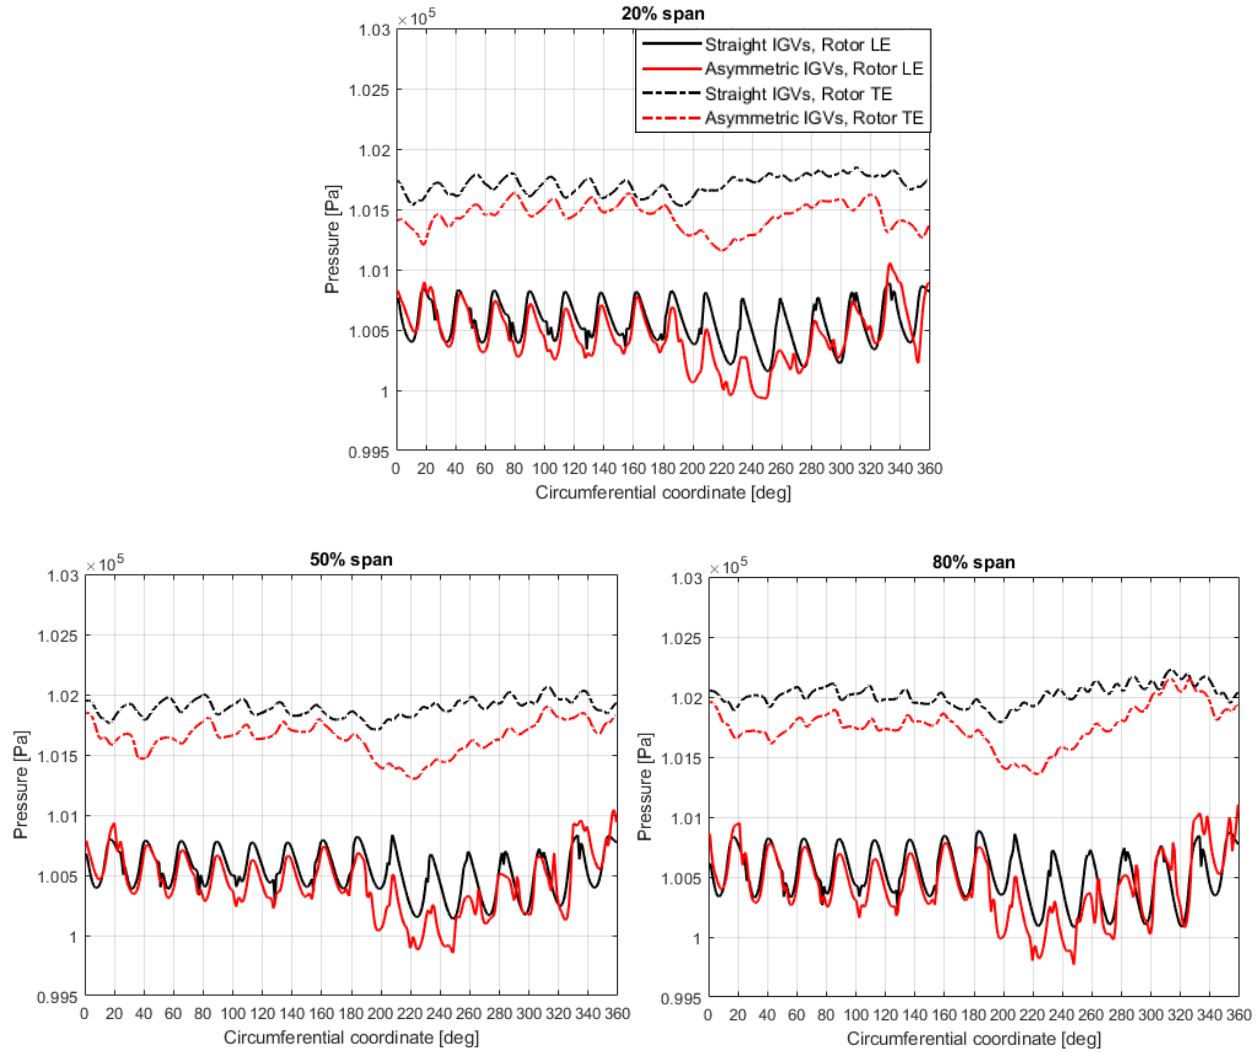 20% span
×10⁵
1.03
1.025
1.02
1.015
1.01
1.005
1
0.995
Pressure [Pa]
Straight IGVs, Rotor LE
Asymmetric IGVs, Rotor LE
Straight IGVs, Rotor TE
Asymmetric IGVs, Rotor TE
0 20 40 60 80 100 120 140 160 180 200 220 240 260 280 300 320 340 360
Circumferential coordinate [deg]
50% span
×10⁵
1.03
1.025
1.02
1.015
1.01
1.005
1
0.995
Pressure [Pa]
0 20 40 60 80 100 120 140 160 180 200 220 240 260 280 300 320 340 360
Circumferential coordinate [deg]
80% span
×10⁵
1.03
1.025
1.02
1.015
1.01
1.005
1
0.995
Pressure [Pa]
0 20 40 60 80 100 120 140 160 180 200 220 240 260 280 300 320 340 360
Circumferential coordinate [deg]